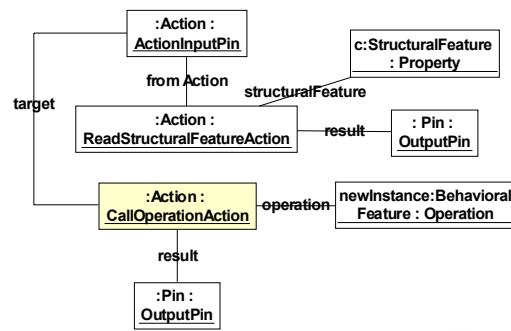 :Action :
ActionInputPin
c:StructuralFeature
: Property
from Action
structuralFeature
target
:Action :
ReadStructuralFeatureAction
result
: Pin :
OutputPin
:Action :
CallOperationAction
operation
newInstance:Behavioral
Feature : Operation
result
:Pin :
OutputPin